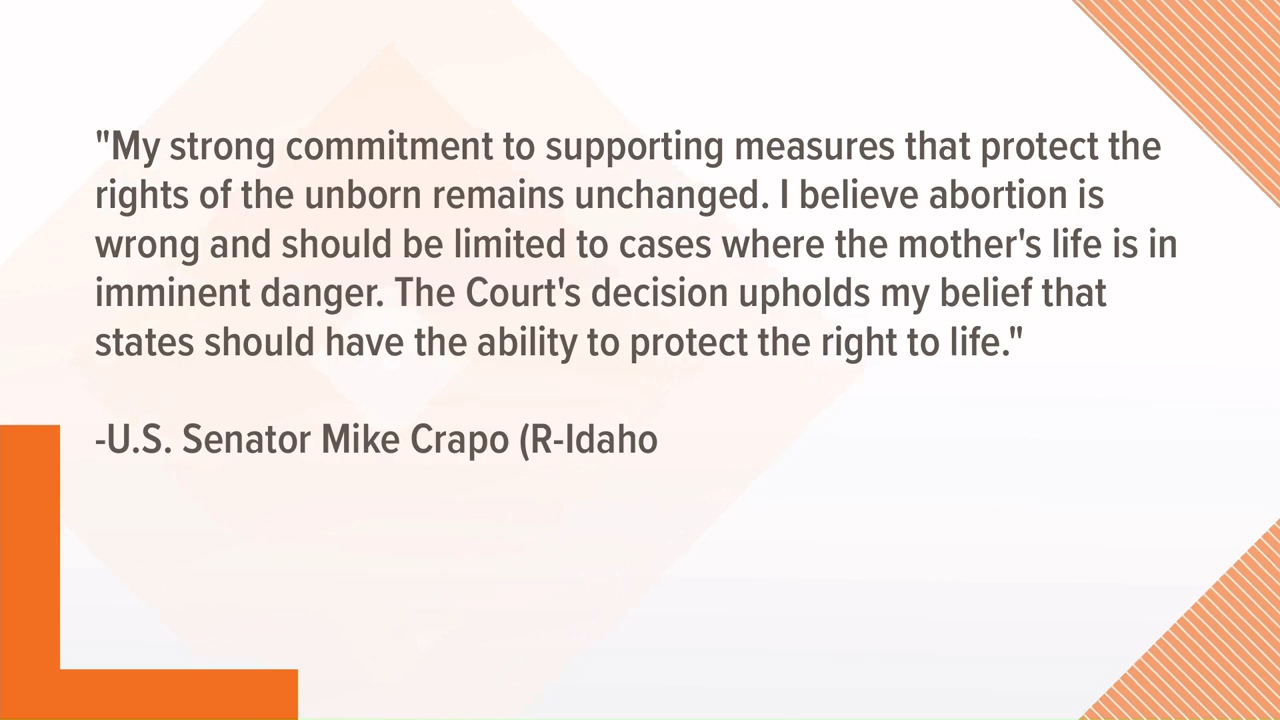 "My strong commitment to supporting measures that protect the
rights of the unborn remains unchanged. I believe abortion is
wrong and should be limited to cases where the mother's life is in
imminent danger. The Court's decision upholds my belief that
states should have the ability to protect the right to life."
-U.S. Senator Mike Crapo (R-Idaho